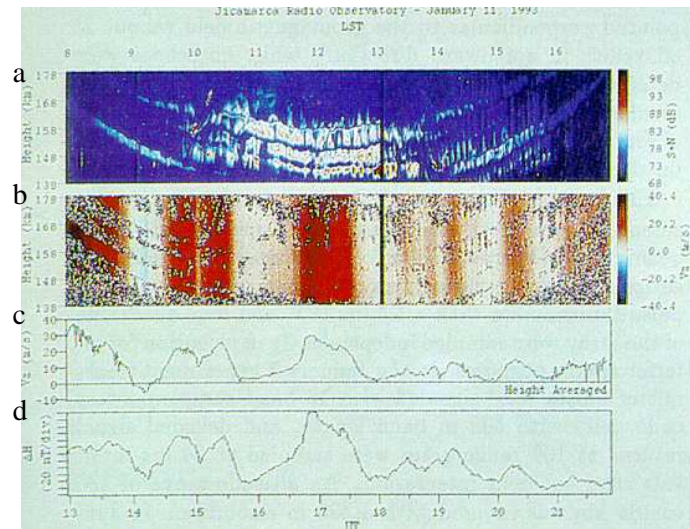 Jicamarca Radio Observatory - January 11, 1993
LST
8 9 10 11 12 13 14 15 16
a
178
168
158
148
138
Height (km)
98
93
88
83
78
73
68
S+N (dB)
b
178
168
158
148
138
Height (km)
40.4
20.2
0.0
-20.2
-40.4
Vz (m/s)
c
40
30
20
10
0
-10
Vz (m/s)
Height Averaged
d
ΔH
(20 nT/div)
13 14 15 16 17 18 19 20 21
UT